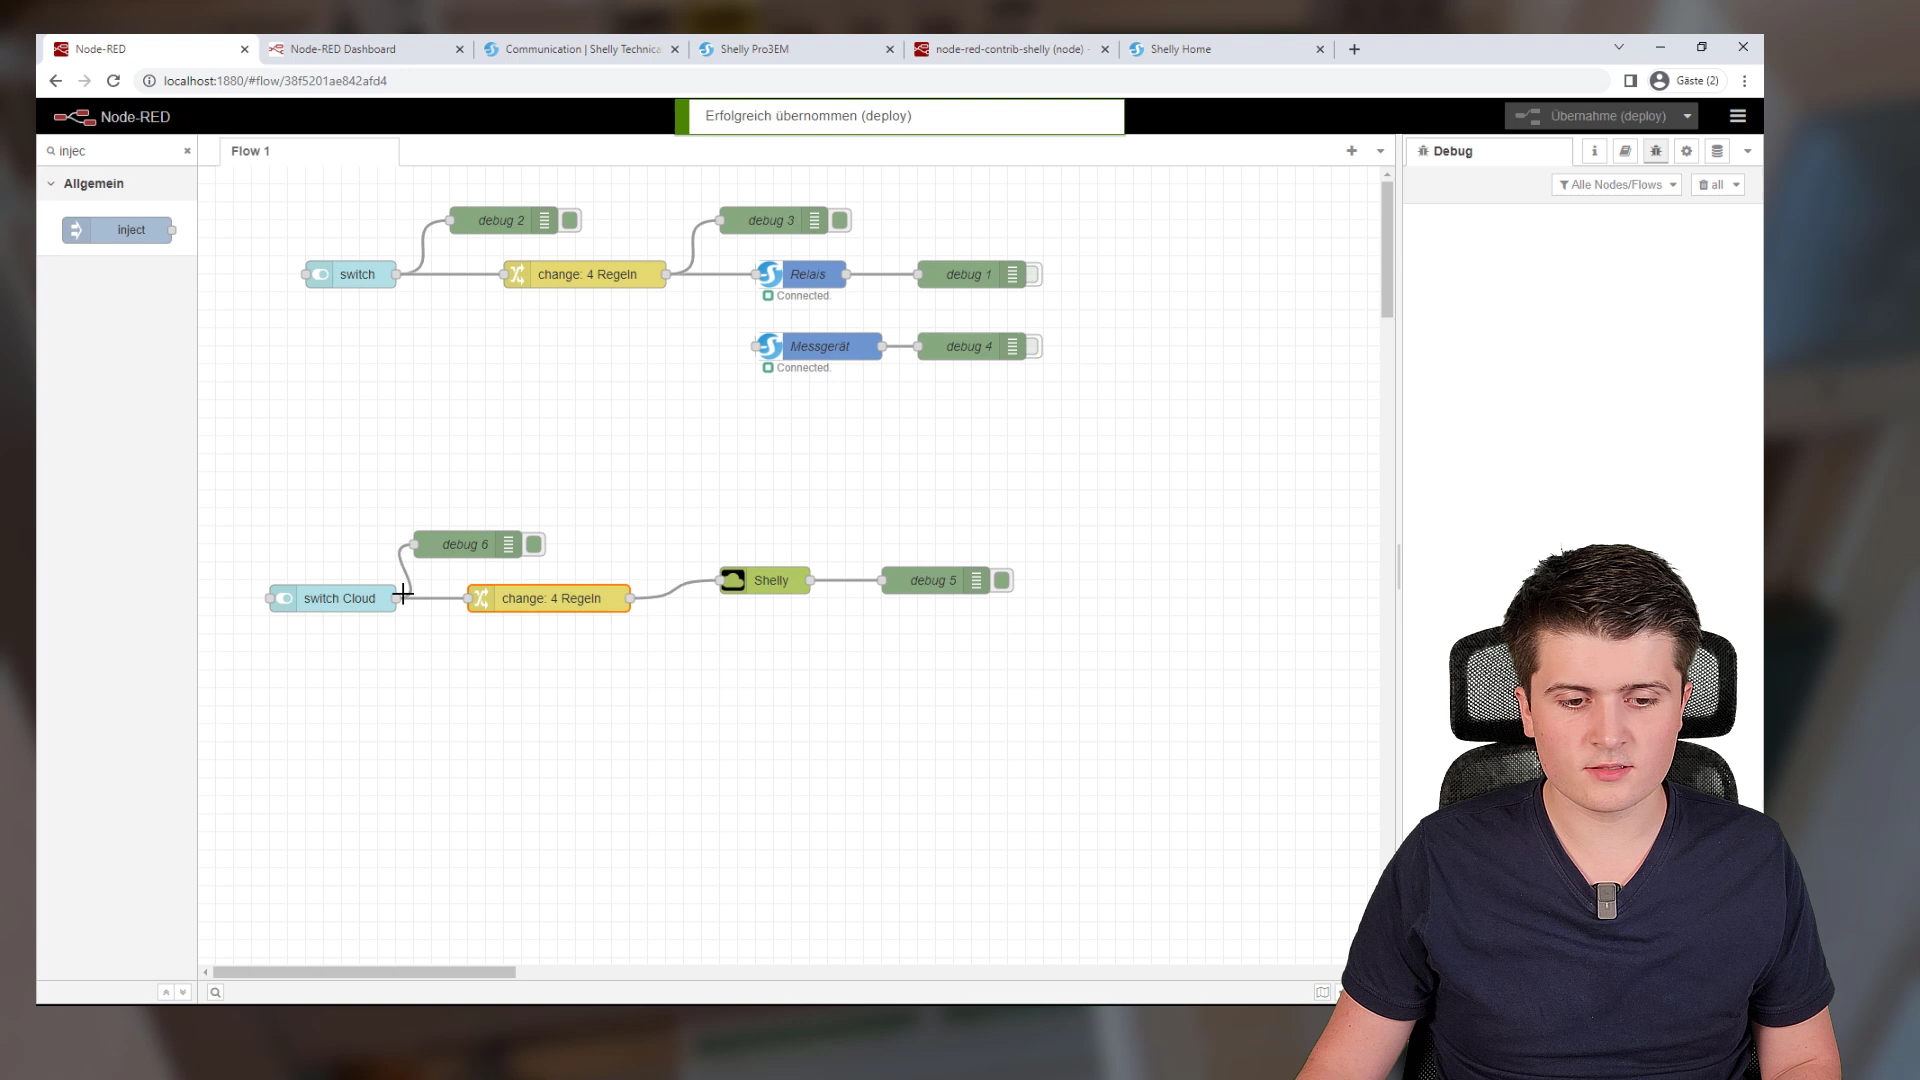 Node-RED
Node-RED Dashboard
Communication | Shelly Technica
Shelly Pro3EM
node-red-contrib-shelly (node) -
Shelly Home
localhost:1880/#flow/38f5201ae842afd4
Gäste (2)
Node-RED
Erfolgreich übernommen (deploy)
Übernahme (deploy)
injec
Flow 1
Debug
Allgemein
Alle Nodes/Flows
all
inject
debug 2
debug 3
switch
change: 4 Regeln
Relais
debug 1
Connected.
Messgerät
debug 4
Connected.
debug 6
Shelly
debug 5
switch Cloud
change: 4 Regeln